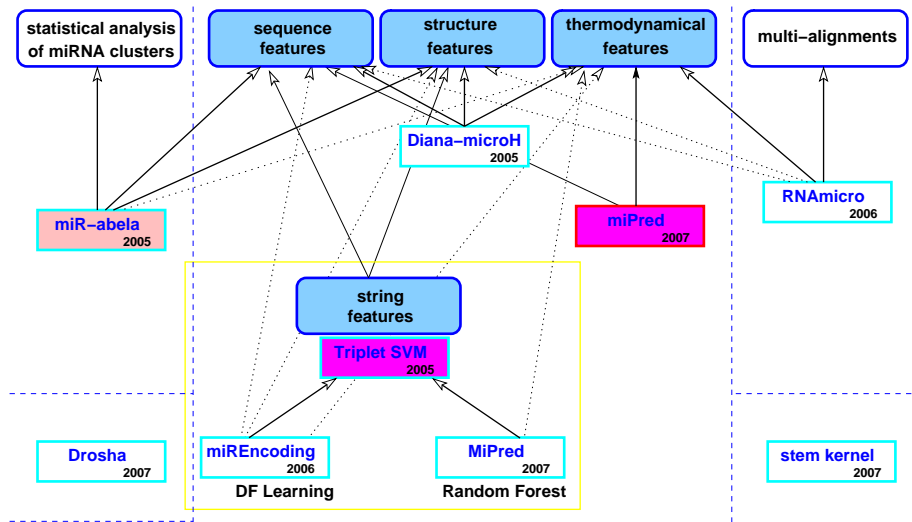 statistical analysis
of miRNA clusters
sequence
features
structure
features
thermodynamical
features
multi−alignments
Diana−microH
2005
miR−abela
2005
miPred
2007
RNAmicro
2006
string
features
Triplet SVM
2005
Drosha
2007
miREncoding
2006
MiPred
2007
stem kernel
2007
DF Learning
Random Forest